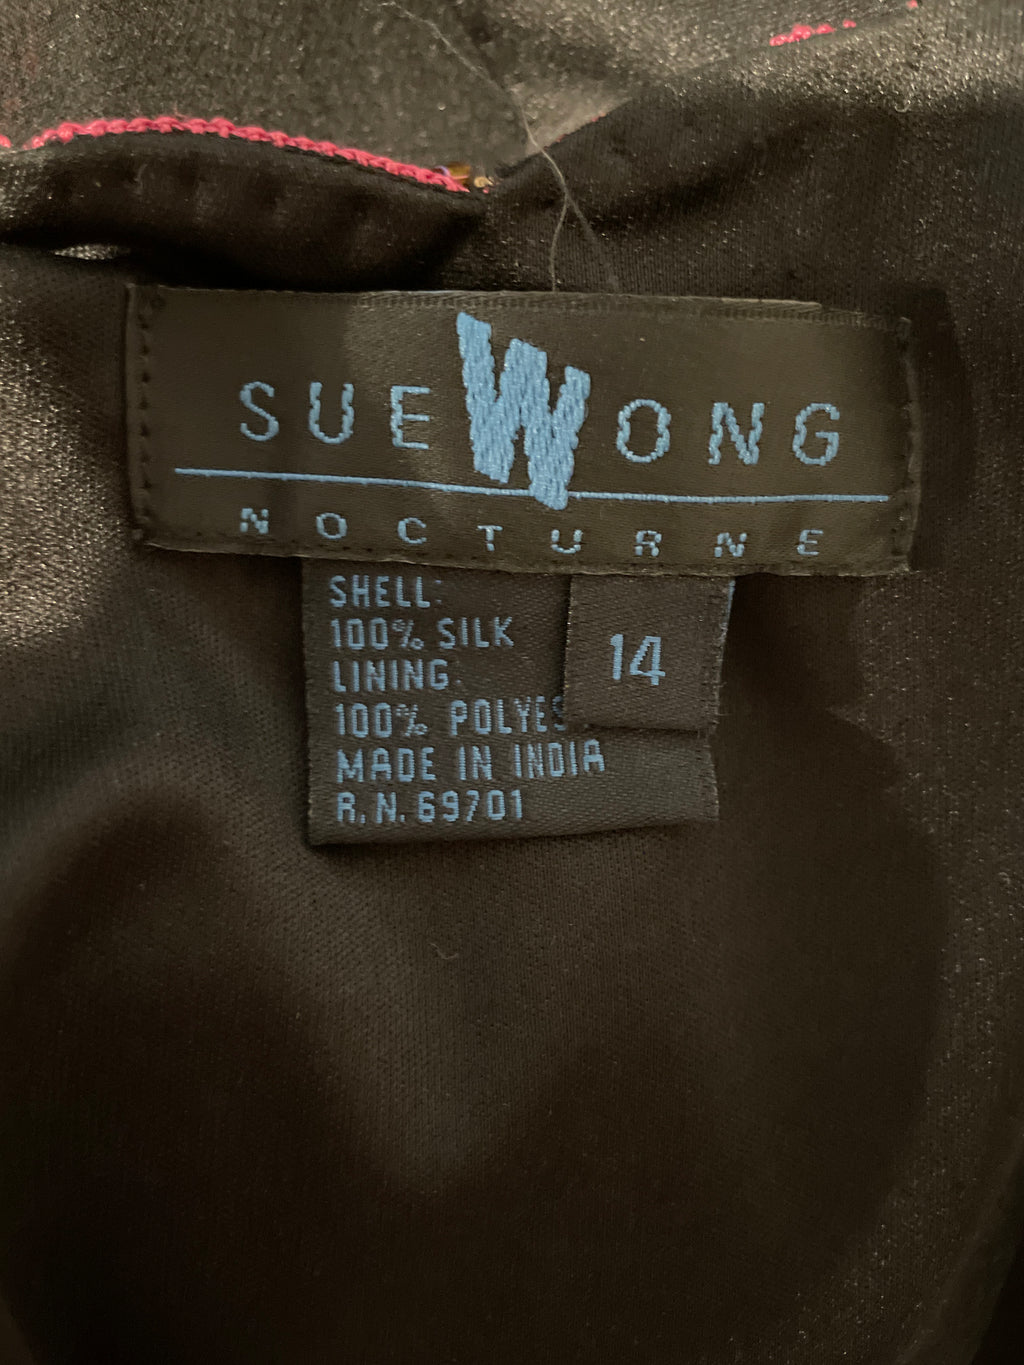 SUE WONG
NOCTURNE
SHELL:
100% SILK
LINING:
100% POLYES
MADE IN INDIA
R.N. 69701
14